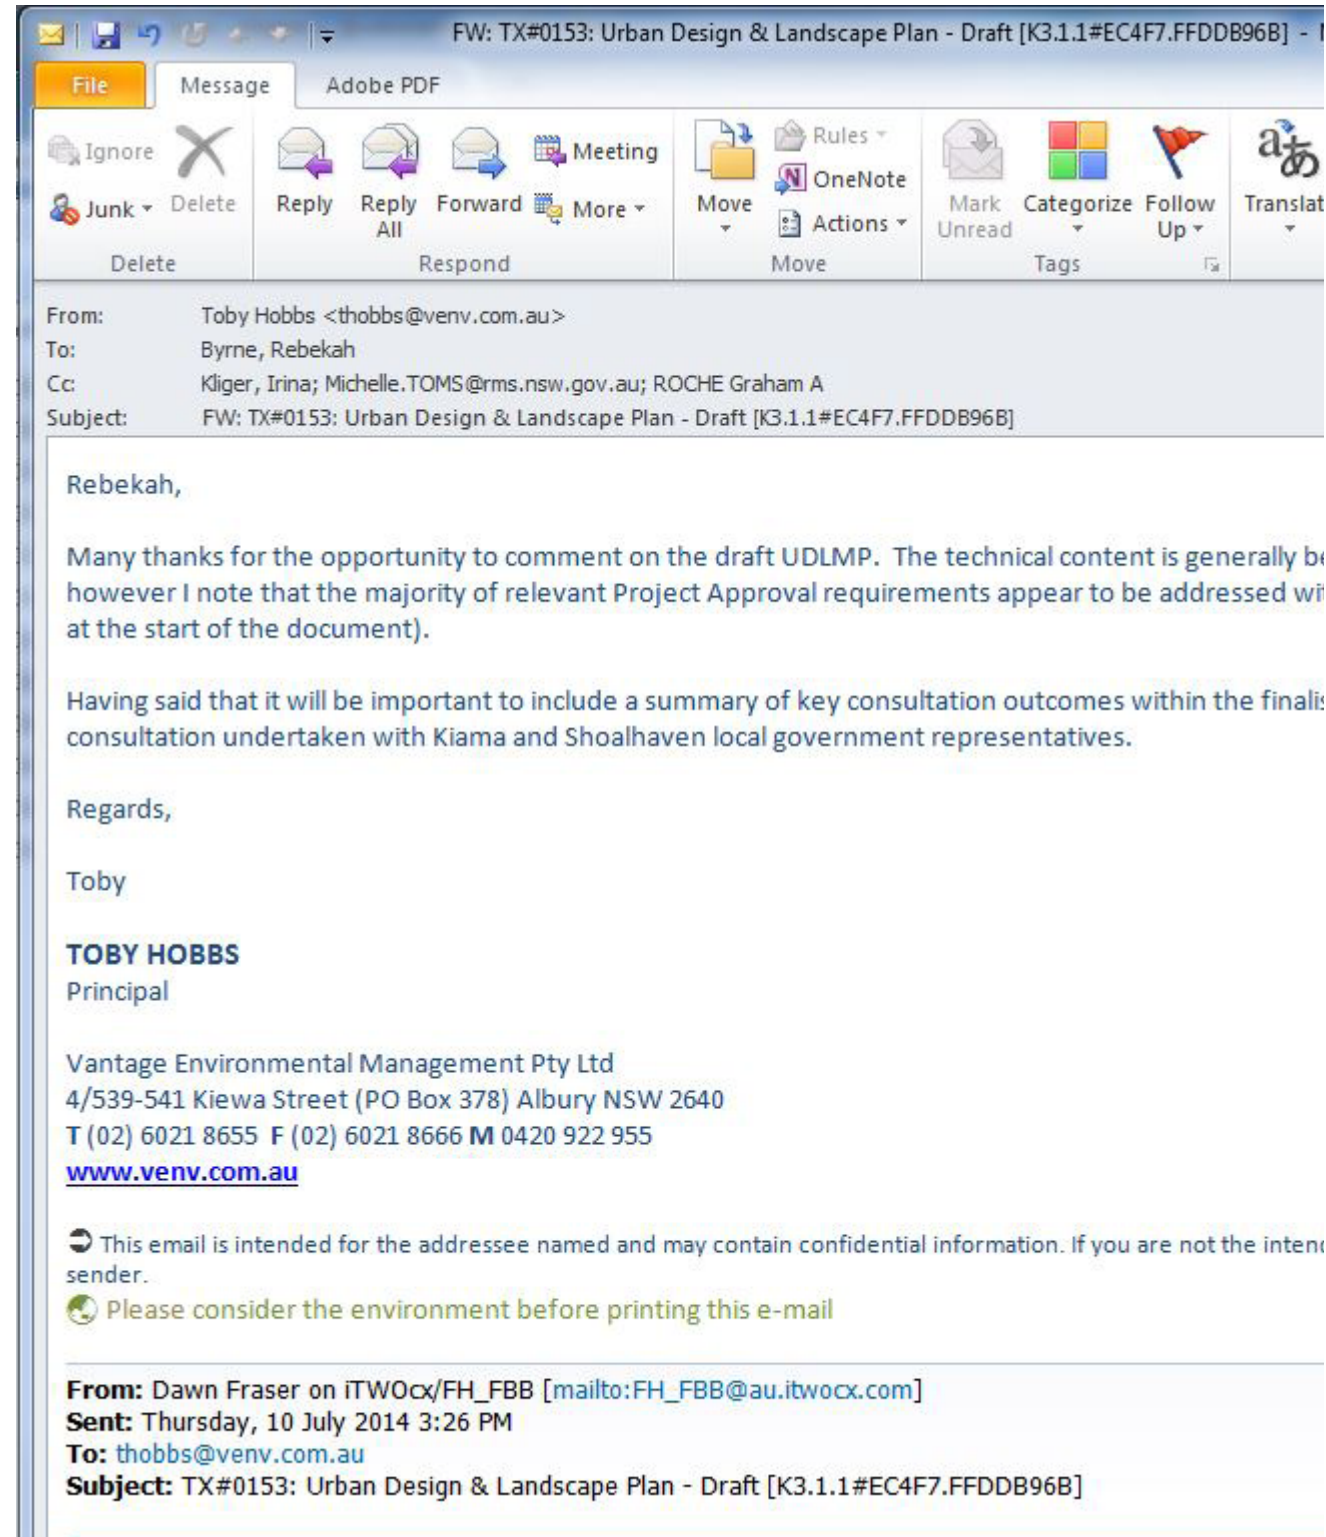 FW: TX#0153: Urban Design & Landscape Plan - Draft [K3.1.1#EC4F7.FFDDB96B] -
File Message Adobe PDF
Ignore
Delete
Junk
Reply
Reply All
Forward
Meeting
More
Move
Rules
OneNote
Actions
Mark Unread
Categorize
Follow Up
Delete Respond Move Tags
From: Toby Hobbs <thobbs@venv.com.au>
To: Byrne, Rebekah
Cc: Kliger, Irina; Michelle.TOMS@rms.nsw.gov.au; ROCHE Graham A
Subject: FW: TX#0153: Urban Design & Landscape Plan - Draft [K3.1.1#EC4F7.FFDDB96B]
Rebekah,
Many thanks for the opportunity to comment on the draft UDLMP. The technical content is generally
however I note that the majority of relevant Project Approval requirements appear to be addressed
at the start of the document).
Having said that it will be important to include a summary of key consultation outcomes within the
consultation undertaken with Kiama and Shoalhaven local government representatives.
Regards,
Toby
TOBY HOBBS
Principal
Vantage Environmental Management Pty Ltd
4/539-541 Kiewa Street (PO Box 378) Albury NSW 2640
T (02) 6021 8655 F (02) 6021 8666 M 0420 922 955
www.venv.com.au
This email is intended for the addressee named and may contain confidential information. If you are not the
sender.
Please consider the environment before printing this e-mail
From: Dawn Fraser on iTWOcx/FH_FBB [mailto:FH_FBB@au.itwocx.com]
Sent: Thursday, 10 July 2014 3:26 PM
To: thobbs@venv.com.au
Subject: TX#0153: Urban Design & Landscape Plan - Draft [K3.1.1#EC4F7.FFDDB96B]